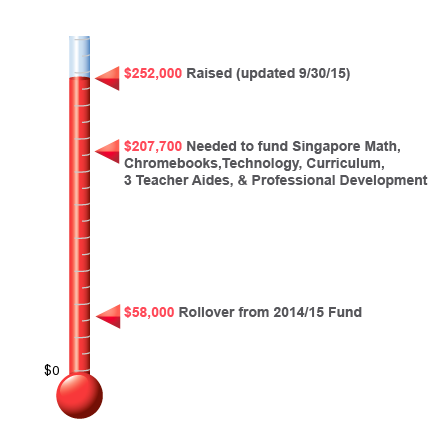 $252,000 Raised (updated 9/30/15)
$207,700 Needed to fund Singapore Math,
Chromebooks,Technology, Curriculum,
3 Teacher Aides, & Professional Development
$58,000 Rollover from 2014/15 Fund
$0